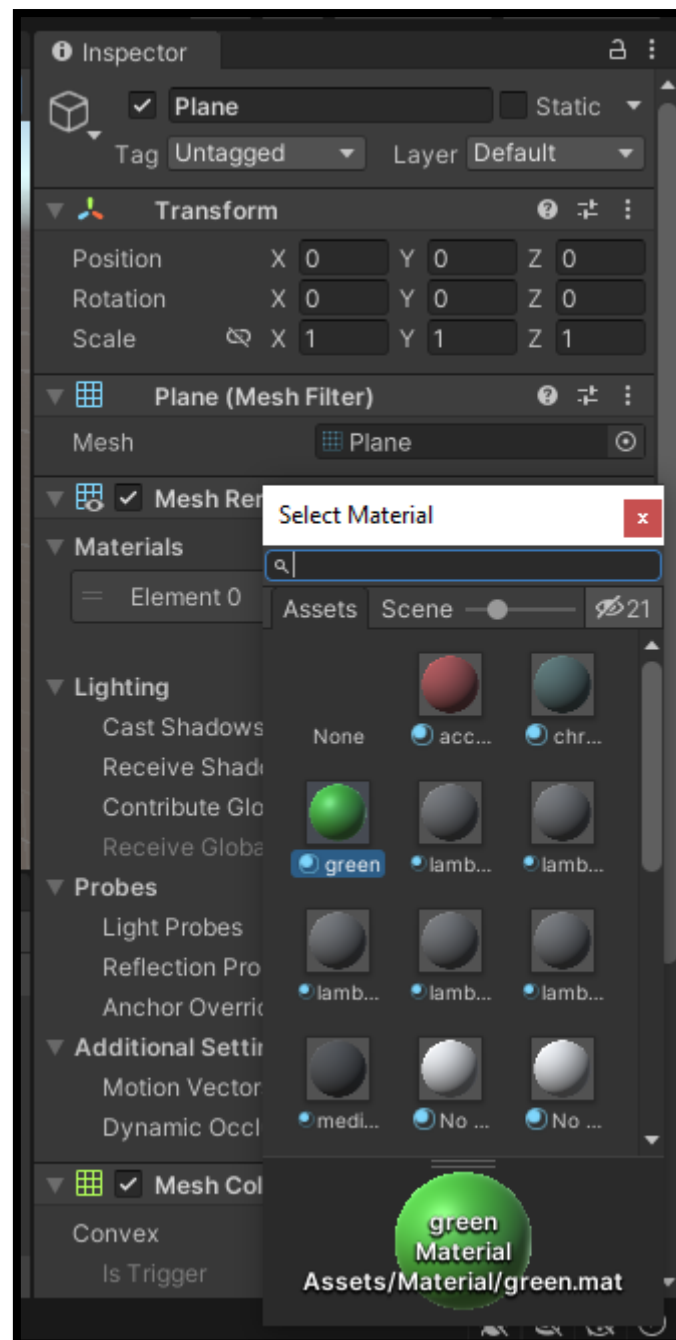 Inspector
Plane Static
Tag Untagged Layer Default
Transform
Position X 0 Y 0 Z 0
Rotation X 0 Y 0 Z 0
Scale X 1 Y 1 Z 1
Plane (Mesh Filter)
Mesh Plane
Mesh Ren
Select Material
Materials
Element 0
Assets Scene 21
Lighting
Cast Shadows
None acc... chr...
Receive Shad
Contribute Glo
Receive Globa
green lamb... lamb...
Probes
Light Probes
Reflection Pro
lamb... lamb... lamb...
Anchor Overrid
Additional Settin
Motion Vector
medi... No ... No ...
Dynamic Occl
Mesh Col
Convex
green
Material
Is Trigger
Assets/Material/green.mat